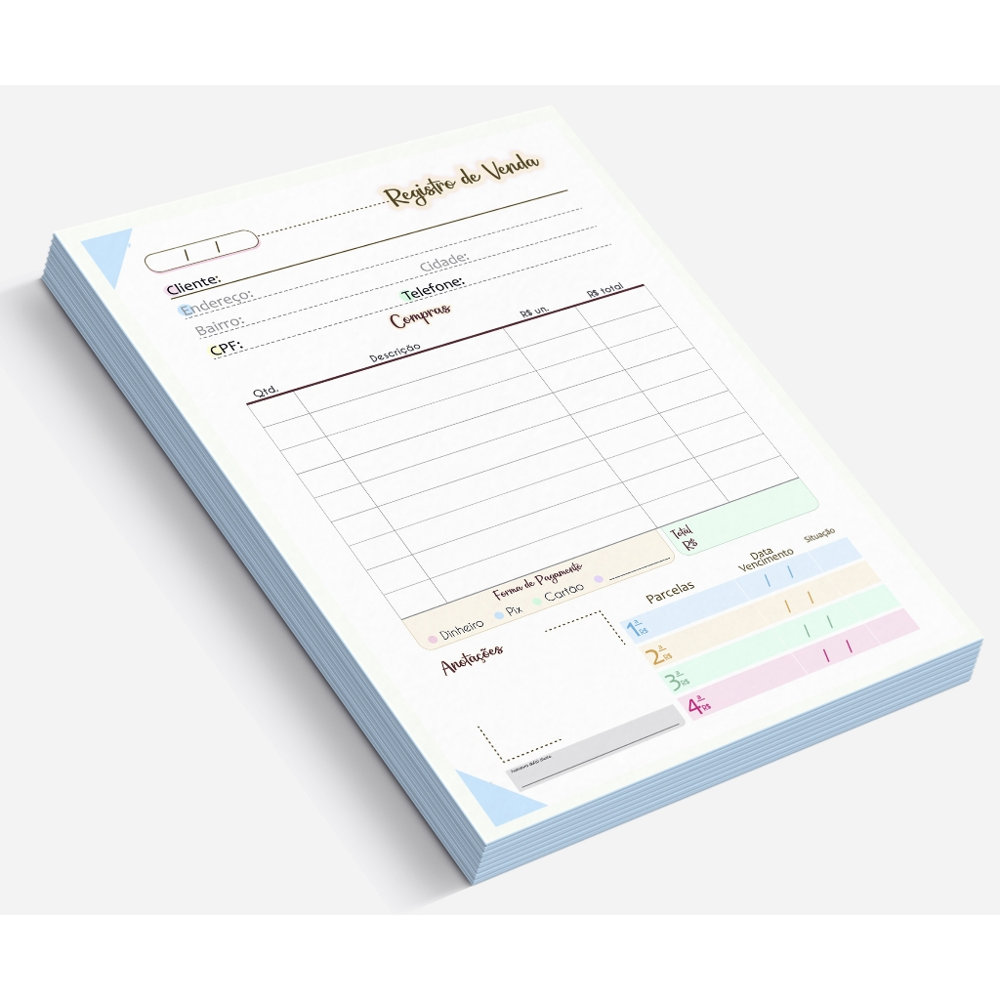 Registro de Venda
Cliente:
Endereço:
Bairro: Cidade:
CPF: Telefone:
Compras
Qtd. Descrição R$ un. R$ total
Total
R$
Forma de Pagamento
Dinheiro Pix Cartão
Parcelas Data Vencimento Situação
1ª R$
2ª R$
3ª R$
4ª R$
Anotações